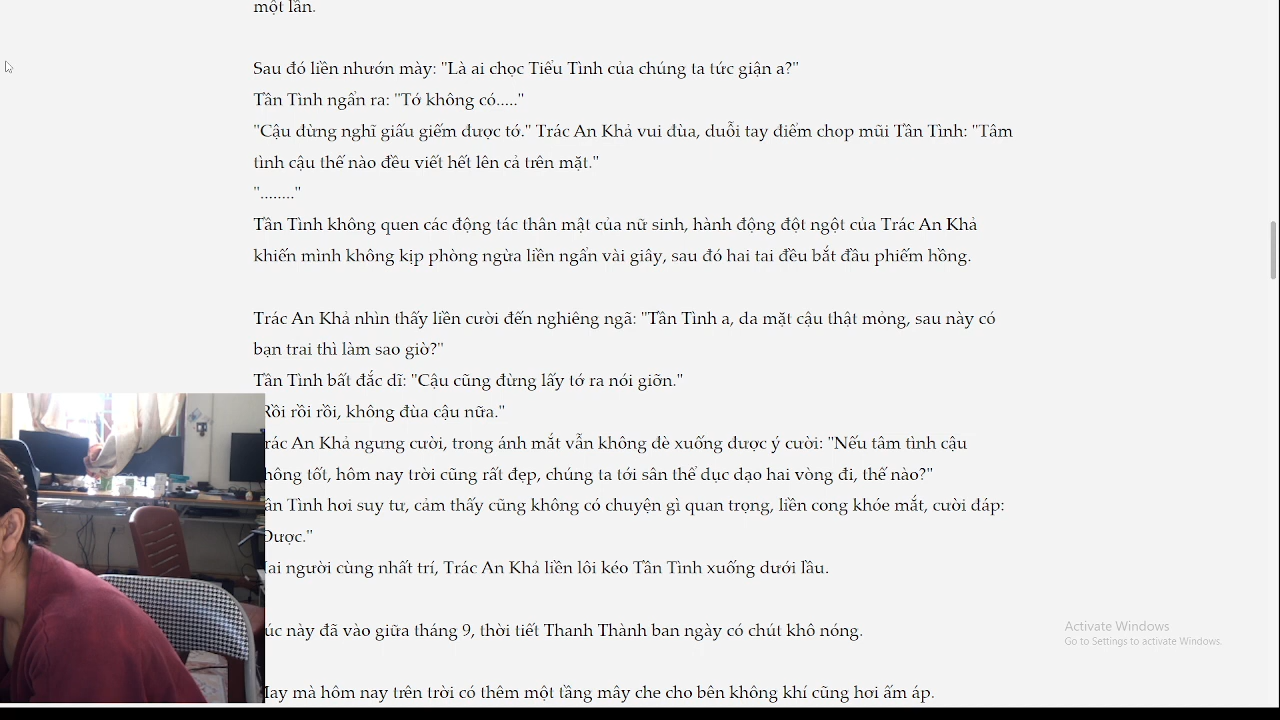 một lần.
Sau đó liền nhướn mày: "Là ai chọc Tiểu Tình của chúng ta tức giận a?"
Tần Tình ngẩn ra: "Tớ không có....."
"Cậu đừng nghĩ giấu giếm được tớ." Trác An Khả vui đùa, duỗi tay điểm chop mũi Tần Tình: "Tâm
tình cậu thế nào đều viết hết lên cả trên mặt."
"........"
Tần Tình không quen các động tác thân mật của nữ sinh, hành động đột ngột của Trác An Khả
khiến mình không kịp phòng ngừa liền ngẩn vài giây, sau đó hai tai đều bắt đầu phiếm hồng.
Trác An Khả nhìn thấy liền cười đến nghiêng ngã: "Tần Tình a, da mặt cậu thật mỏng, sau này có
bạn trai thì làm sao giờ?"
Tần Tình bất đắc dĩ: "Cậu cũng đừng lấy tớ ra nói giỡn."
Rồi rồi rồi, không đùa cậu nữa."
rác An Khả ngưng cười, trong ánh mắt vẫn không đè xuống được ý cười: "Nếu tâm tình cậu
hông tốt, hôm nay trời cũng rất đẹp, chúng ta tới sân thể dục dạo hai vòng đi, thế nào?"
ần Tình hơi suy tư, cảm thấy cũng không có chuyện gì quan trọng, liền cong khóe mắt, cười đáp:
Được."
ai người cùng nhất trí, Trác An Khả liền lôi kéo Tần Tình xuống dưới lầu.
úc này đã vào giữa tháng 9, thời tiết Thanh Thành ban ngày có chút khô nóng.
May mà hôm nay trên trời có thêm một tầng mây che cho bên không khí cũng hơi ấm áp.
Activate Windows
Go to Settings to activate Windows.